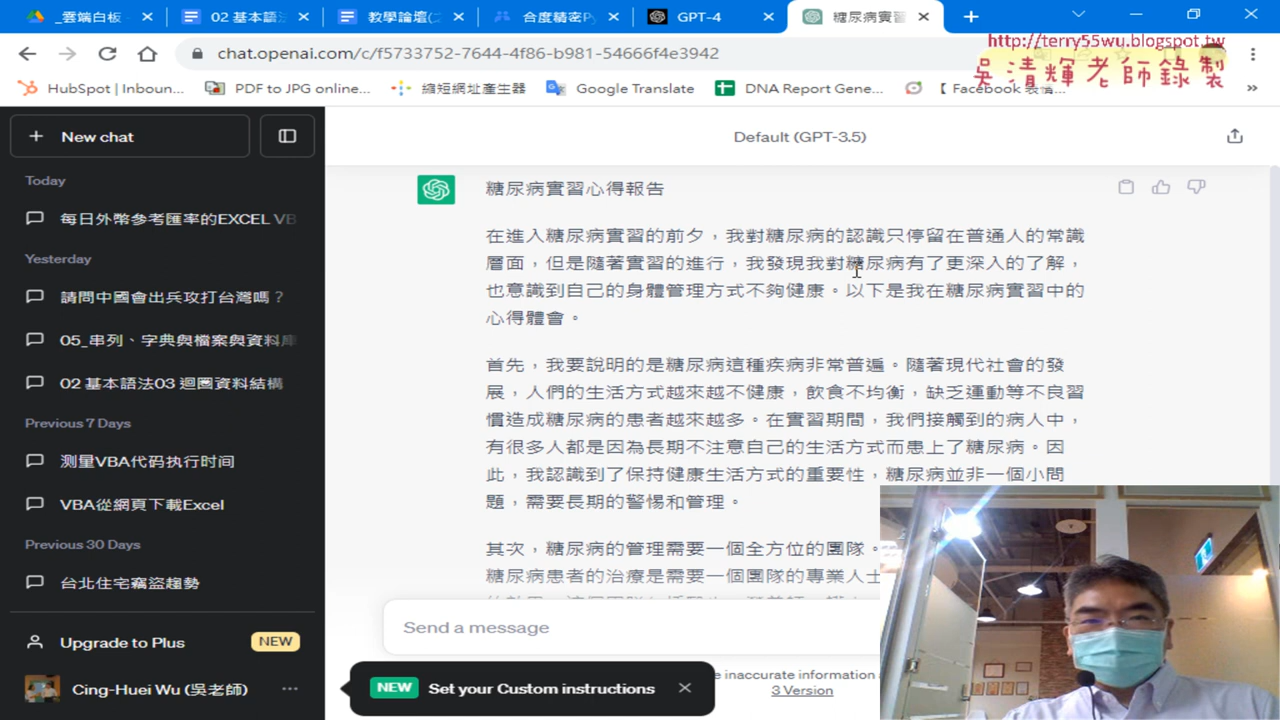 _雲端白板
02 基本語
教學論壇(
合度精密Py
GPT-4
糖尿病實習
chat.openai.com/c/f5733752-7644-4f86-b981-54666f4e3942
http://terry55wu.blogspot.tw
吳清輝老師錄製
HubSpot | Inboun...
PDF to JPG online...
縮短網址產生器
Google Translate
DNA Report Gene...
【 Facebook 表情...
New chat
Default (GPT-3.5)
Today
每日外幣參考匯率的EXCEL VB
Yesterday
請問中國會出兵攻打台灣嗎？
05_串列、字典與檔案與資料庫
02 基本語法03 迴圈資料結構
Previous 7 Days
测量VBA代码执行时间
VBA從網頁下載Excel
Previous 30 Days
台北住宅竊盜趨勢
Upgrade to Plus
NEW
Cing-Huei Wu (吳老師)
糖尿病實習心得報告
在進入糖尿病實習的前夕，我對糖尿病的認識只停留在普通人的常識
層面，但是隨著實習的進行，我發現我對糖尿病有了更深入的了解，
也意識到自己的身體管理方式不夠健康。以下是我在糖尿病實習中的
心得體會。
首先，我要說明的是糖尿病這種疾病非常普遍。隨著現代社會的發
展，人們的生活方式越來越不健康，飲食不均衡，缺乏運動等不良習
慣造成糖尿病的患者越來越多。在實習期間，我們接觸到的病人中，
有很多人都是因為長期不注意自己的生活方式而患上了糖尿病。因
此，我認識到了保持健康生活方式的重要性，糖尿病並非一個小問
題，需要長期的警惕和管理。
其次，糖尿病的管理需要一個全方位的團隊。
糖尿病患者的治療是需要一個團隊的專業人士
Send a message
NEW Set your Custom instructions
e inaccurate information
3 Version